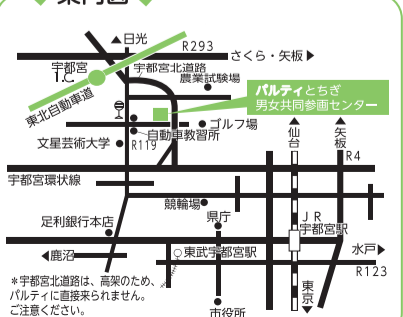 案内図
▲日光
R293
さくら・矢板▶
宇都宮
I.C.
宇都宮北道路
農業試験場
東北自動車道
パルティとちぎ
男女共同参画センター
ゴルフ場
自動車教習所
文星芸術大学
R119
▲仙台
▲矢板
R4
宇都宮環状線
競輪場
県庁
足利銀行本店
JR
宇都宮駅
水戸▶
◀鹿沼
東武宇都宮駅
R123
東京▼
市役所
＊宇都宮北道路は、高架のため、
パルティに直接来られません。
ご注意ください。